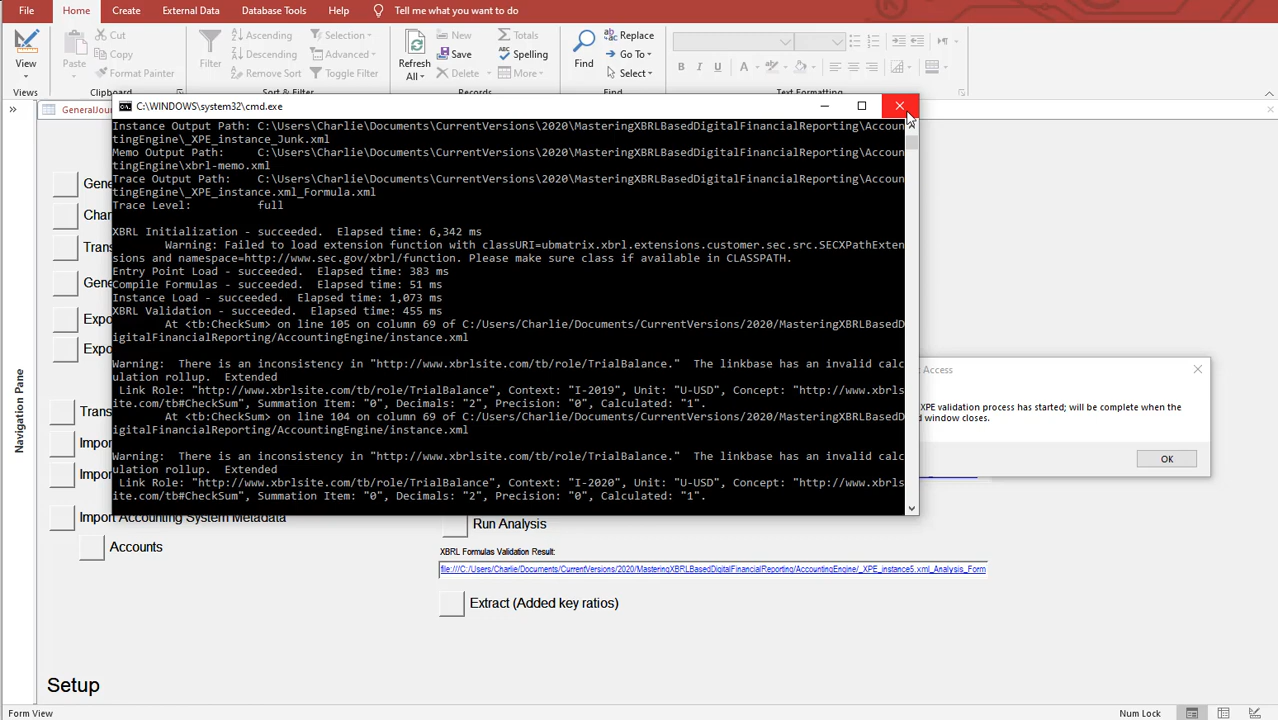 File Home Create External Data Database Tools Help Tell me what you want to do
View
Views
Paste
Cut
Copy
Format Painter
Filter
Ascending
Descending
Remove Sort
Selection
Advanced
Toggle Filter
Sort & Filter
Refresh
All
New
Save
Delete
Totals
Spelling
More
Find
Replace
Go To
Select
B I U A
Text Formatting
GeneralJour
C:\WINDOWS\system32\cmd.exe
Instance Output Path: C:\Users\Charlie\Documents\CurrentVersions\2020\MasteringXBRLBasedDigitalFinancialReporting\Accoun
tingEngine\_XPE_instance_Junk.xml
Memo Output Path: C:\Users\Charlie\Documents\CurrentVersions\2020\MasteringXBRLBasedDigitalFinancialReporting\Accoun
tingEngine\xbrl-memo.xml
Trace Output Path: C:\Users\Charlie\Documents\CurrentVersions\2020\MasteringXBRLBasedDigitalFinancialReporting\Accoun
tingEngine\_XPE_instance.xml_Formula.xml
Trace Level: full
XBRL Initialization - succeeded. Elapsed time: 6,342 ms
Warning: Failed to load extension function with classURI=ubmatrix.xbrl.extensions.customer.sec.src.SECXPathExten
sions and namespace=http://www.sec.gov/xbrl/function. Please make sure class if available in CLASSPATH.
Entry Point Load - succeeded. Elapsed time: 383 ms
Compile Formulas - succeeded. Elapsed time: 51 ms
Instance Load - succeeded. Elapsed time: 1,073 ms
XBRL Validation - succeeded. Elapsed time: 455 ms
At <tb:CheckSum> on line 105 on column 69 of C:/Users/Charlie/Documents/CurrentVersions/2020/MasteringXBRLBasedD
igitalFinancialReporting/AccountingEngine/instance.xml
Warning: There is an inconsistency in "http://www.xbrlsite.com/tb/role/TrialBalance." The linkbase has an invalid calc
ulation rollup. Extended
Link Role: "http://www.xbrlsite.com/tb/role/TrialBalance", Context: "I-2019", Unit: "U-USD", Concept: "http://www.xbrls
ite.com/tb#CheckSum", Summation Item: "0", Decimals: "2", Precision: "0", Calculated: "1".
At <tb:CheckSum> on line 104 on column 69 of C:/Users/Charlie/Documents/CurrentVersions/2020/MasteringXBRLBasedD
igitalFinancialReporting/AccountingEngine/instance.xml
Warning: There is an inconsistency in "http://www.xbrlsite.com/tb/role/TrialBalance." The linkbase has an invalid calc
ulation rollup. Extended
Link Role: "http://www.xbrlsite.com/tb/role/TrialBalance", Context: "I-2020", Unit: "U-USD", Concept: "http://www.xbrls
ite.com/tb#CheckSum", Summation Item: "0", Decimals: "2", Precision: "0", Calculated: "1".
Gene
Char
Trans
Gene
Expo
Expo
Trans
Impor
Impor
Import Accounting System Metadata
Accounts
Navigation Pane
Access
XPE validation process has started; will be complete when the
window closes.
OK
Run Analysis
XBRL Formulas Validation Result:
file:///C:/Users/Charlie/Documents/CurrentVersions/2020/MasteringXBRLBasedDigitalFinancialReporting/AccountingEngine/_XPE_instance5.xml_Analysis_Form
Extract (Added key ratios)
Setup
Form View
Num Lock